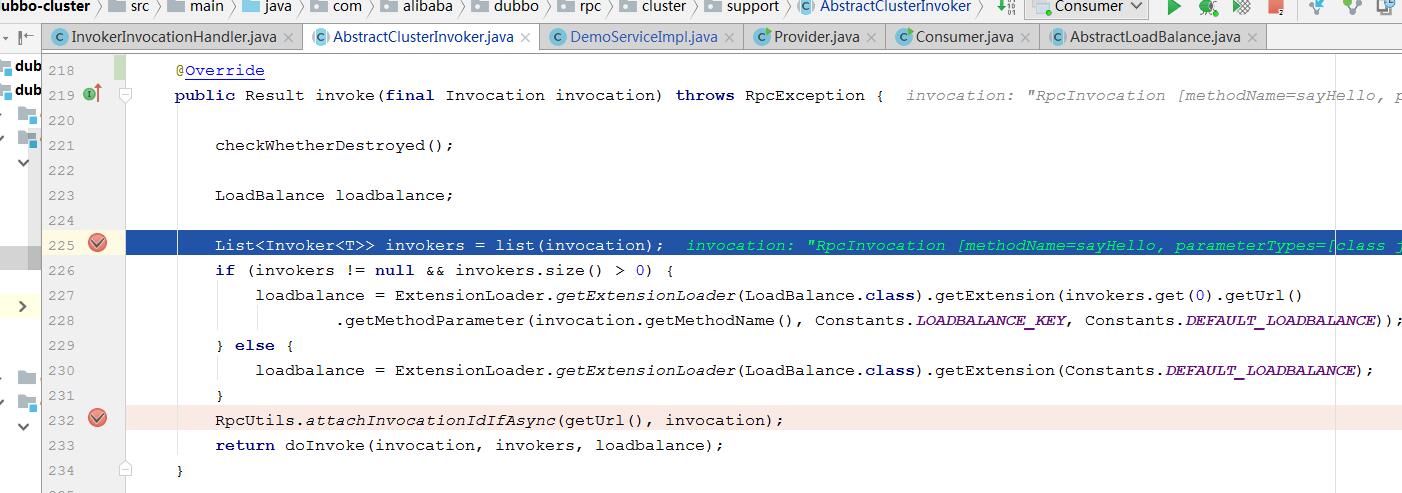 dubbo-cluster src main java com alibaba dubbo rpc cluster support AbstractClusterInvoker Consumer
InvokerInvocationHandler.java AbstractClusterInvoker.java DemoServiceImpl.java Provider.java Consumer.java AbstractLoadBalance.java
dub
dub
218 @Override
219 public Result invoke(final Invocation invocation) throws RpcException { invocation: "RpcInvocation [methodName=sayHello, p
220
221 checkWhetherDestroyed();
222
223 LoadBalance loadbalance;
224
225 List<Invoker<T>> invokers = list(invocation); invocation: "RpcInvocation [methodName=sayHello, parameterTypes=[class j
226 if (invokers != null && invokers.size() > 0) {
227 loadbalance = ExtensionLoader.getExtensionLoader(LoadBalance.class).getExtension(invokers.get(0).getUrl()
228 .getMethodParameter(invocation.getMethodName(), Constants.LOADBALANCE_KEY, Constants.DEFAULT_LOADBALANCE));
229 } else {
230 loadbalance = ExtensionLoader.getExtensionLoader(LoadBalance.class).getExtension(Constants.DEFAULT_LOADBALANCE);
231 }
232 RpcUtils.attachInvocationIdIfAsync(getUrl(), invocation);
233 return doInvoke(invocation, invokers, loadbalance);
234 }